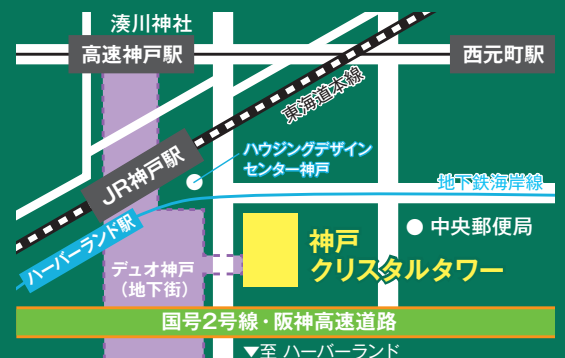 湊川神社
高速神戸駅
西元町駅
東海道本線
JR神戸駅
ハウジングデザイン
センター神戸
地下鉄海岸線
ハーバーランド駅
中央郵便局
神戸
クリスタルタワー
デュオ神戸
（地下街）
国号2号線・阪神高速道路
▼至 ハーバーランド